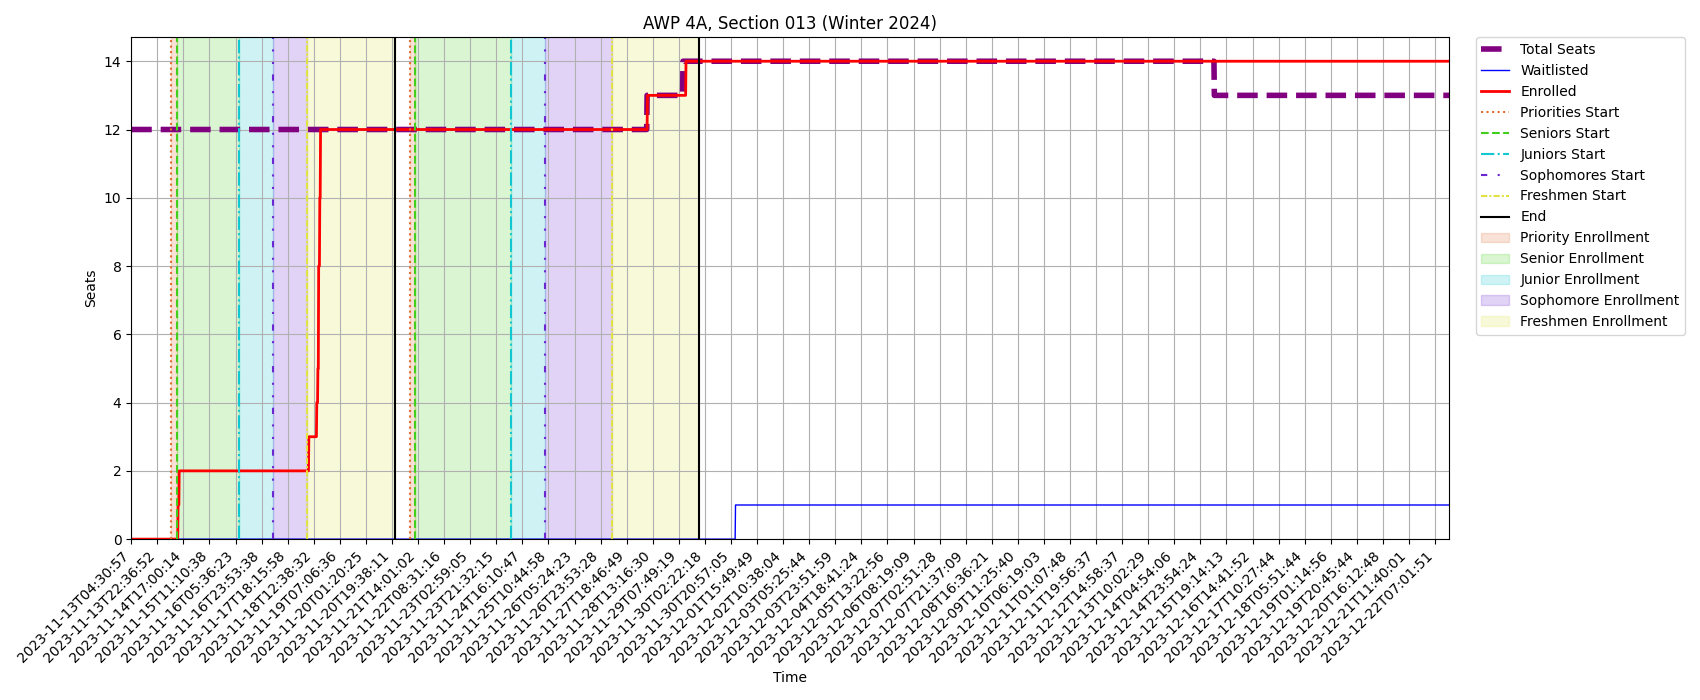 AWP 4A, Section 013 (Winter 2024)
Total Seats
Waitlisted
Enrolled
Priorities Start
Seniors Start
Juniors Start
Sophomores Start
Freshmen Start
End
Priority Enrollment
Senior Enrollment
Junior Enrollment
Sophomore Enrollment
Freshmen Enrollment
Seats
14
12
10
8
6
4
2
0
2023-11-13T04:30:57
2023-11-13T22:36:52
2023-11-14T17:00:14
2023-11-15T11:10:38
2023-11-16T05:36:23
2023-11-16T23:53:38
2023-11-17T18:15:58
2023-11-18T12:38:32
2023-11-19T07:06:36
2023-11-20T01:20:25
2023-11-20T19:38:11
2023-11-21T14:01:02
2023-11-22T08:31:16
2023-11-23T02:59:05
2023-11-23T21:32:15
2023-11-24T16:10:47
2023-11-25T10:44:58
2023-11-26T05:24:23
2023-11-26T23:53:28
2023-11-27T18:46:49
2023-11-28T13:16:30
2023-11-29T07:49:19
2023-11-30T02:22:18
2023-11-30T20:57:05
2023-12-01T15:49:49
2023-12-02T10:38:04
2023-12-03T05:25:44
2023-12-03T23:51:59
2023-12-04T18:41:24
2023-12-05T13:22:56
2023-12-06T08:19:09
2023-12-07T02:51:28
2023-12-07T21:37:09
2023-12-08T16:36:21
2023-12-09T11:25:40
2023-12-10T06:19:03
2023-12-11T01:07:48
2023-12-11T19:56:37
2023-12-12T14:58:37
2023-12-13T10:02:29
2023-12-14T04:54:06
2023-12-14T23:54:24
2023-12-15T19:14:13
2023-12-16T14:41:52
2023-12-17T10:27:44
2023-12-18T05:51:44
2023-12-19T01:14:56
2023-12-19T20:45:44
2023-12-20T16:12:48
2023-12-21T11:40:01
2023-12-22T07:01:51
Time